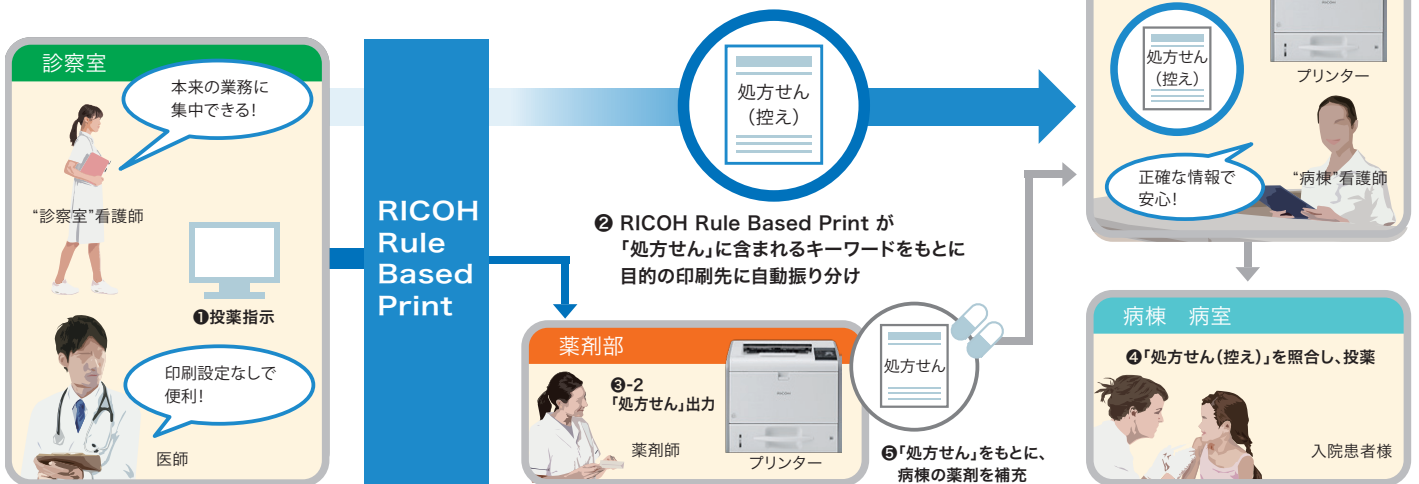 診察室
本来の業務に
集中できる!
“診察室”看護師
❶投薬指示
印刷設定なしで
便利!
医師
RICOH
Rule
Based
Print
処方せん
(控え)
❷ RICOH Rule Based Print が
「処方せん」に含まれるキーワードをもとに
目的の印刷先に自動振り分け
薬剤部
❸-2
「処方せん」出力
薬剤師
プリンター
処方せん
❺「処方せん」をもとに、
病棟の薬剤を補充
処方せん
(控え)
プリンター
正確な情報で
安心!
“病棟”看護師
病棟 病室
❹「処方せん(控え)」を照合し、投薬
入院患者様